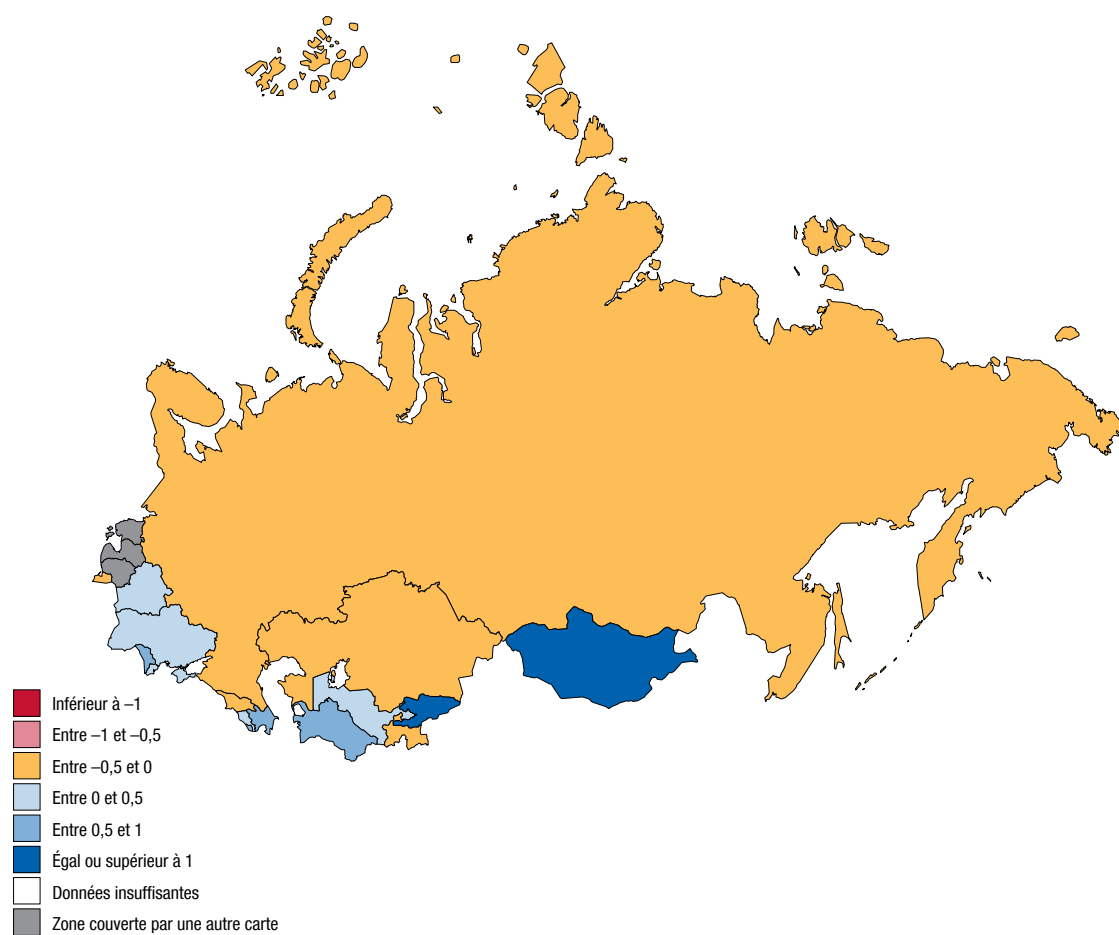 Inférieur à –1
Entre –1 et –0,5
Entre –0,5 et 0
Entre 0 et 0,5
Entre 0,5 et 1
Égal ou supérieur à 1
Données insuffisantes
Zone couverte par une autre carte